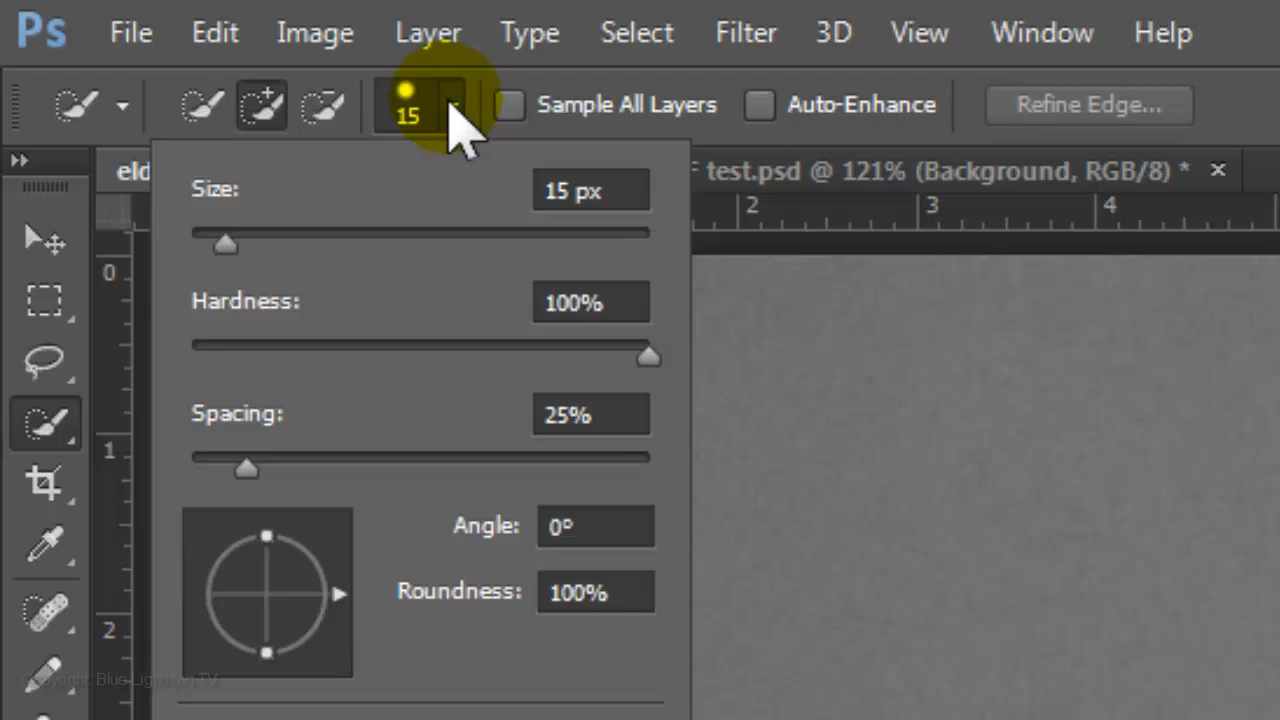 Ps File Edit Image Layer Type Select Filter 3D View Window Help
15 Sample All Layers Auto-Enhance Refine Edge...
eld
test.psd @ 121% (Background, RGB/8) * ×
2 3 4
Size: 15 px
0
Hardness: 100%
Spacing: 25%
1
Angle: 0º
Roundness: 100%
2
Copyright Blue Lightning TV